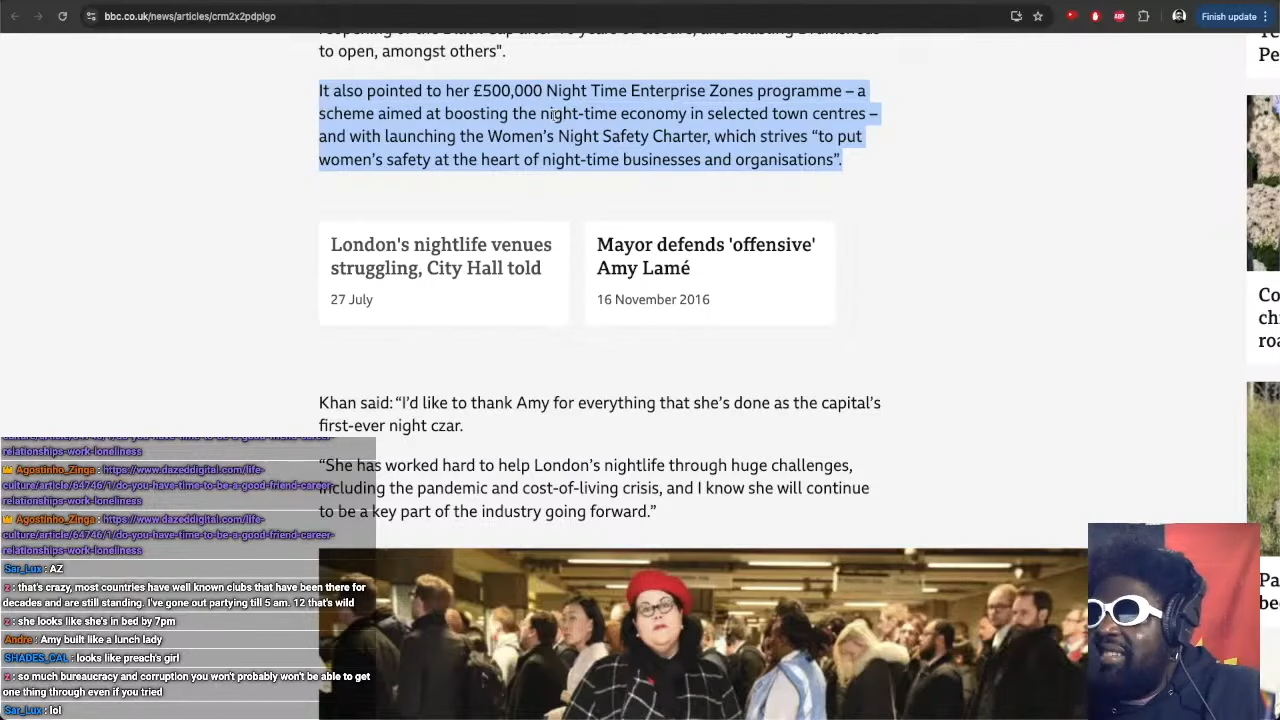 bbc.co.uk/news/articles/crm2x2pdplgo
Finish update
to open, amongst others".
It also pointed to her £500,000 Night Time Enterprise Zones programme – a
scheme aimed at boosting the night-time economy in selected town centres –
and with launching the Women's Night Safety Charter, which strives “to put
women's safety at the heart of night-time businesses and organisations”.
London's nightlife venues
struggling, City Hall told
27 July
Mayor defends 'offensive'
Amy Lamé
16 November 2016
Pe
Co
ch
roa
Khan said: “I'd like to thank Amy for everything that she's done as the capital's
first-ever night czar.
“She has worked hard to help London's nightlife through huge challenges,
including the pandemic and cost-of-living crisis, and I know she will continue
to be a key part of the industry going forward.”
Pa
be
relationships-work-loneliness
Agostinho_Zinga : https://www.dazeddigital.com/life-
culture/article/64746/1/do-you-have-time-to-be-a-good-friend-career-
relationships-work-loneliness
Agostinho_Zinga : https://www.dazeddigital.com/life-
culture/article/64746/1/do-you-have-time-to-be-a-good-friend-career-
relationships-work-loneliness
Sar_Lux : AZ
z : that's crazy, most countries have well known clubs that have been there for
decades and are still standing. I've gone out partying till 5 am. 12 that's wild
z : she looks like she's in bed by 7pm
Andre : Amy built like a lunch lady
SHADES_CAL : looks like preach's girl
z : so much bureaucracy and corruption you won't probably won't be able to get
one thing through even if you tried
Sar_Lux : lol